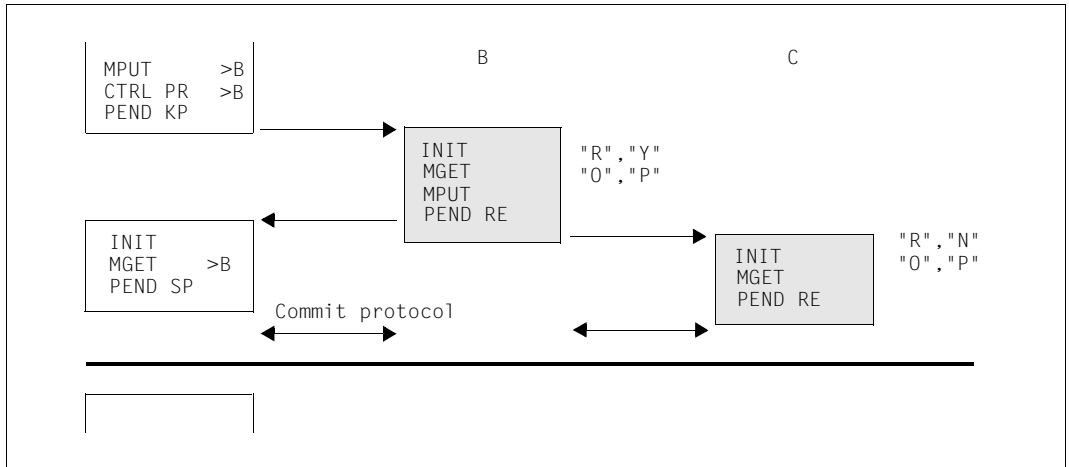 B C
MPUT >B
CTRL PR >B
PEND KP
INIT
MGET
MPUT
PEND RE
"R","Y"
"O","P"
INIT
MGET >B
PEND SP
INIT
MGET
PEND RE
"R","N"
"O","P"
Commit protocol